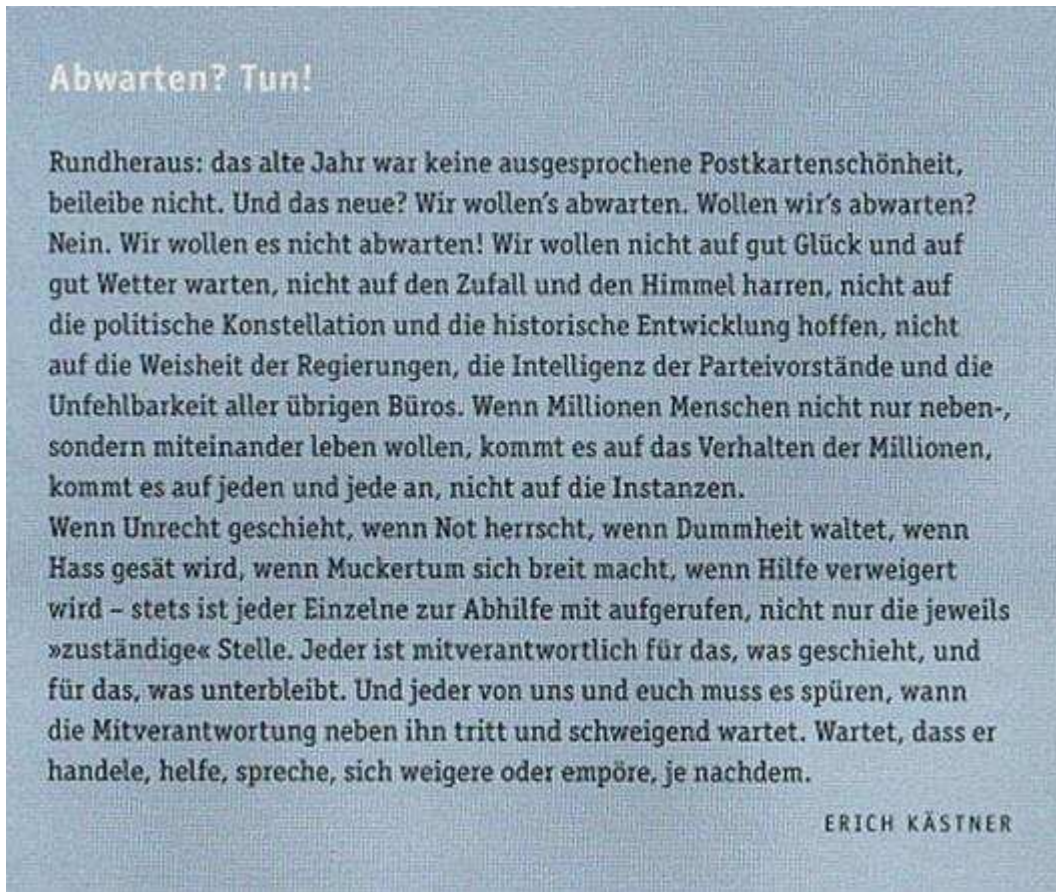 Abwarten? Tun!
Rundheraus: das alte Jahr war keine ausgesprochene Postkartenschönheit,
beileibe nicht. Und das neue? Wir wollen's abwarten. Wollen wir's abwarten?
Nein. Wir wollen es nicht abwarten! Wir wollen nicht auf gut Glück und auf
gut Wetter warten, nicht auf den Zufall und den Himmel harren, nicht auf
die politische Konstellation und die historische Entwicklung hoffen, nicht
auf die Weisheit der Regierungen, die Intelligenz der Parteivorstände und die
Unfehlbarkeit aller übrigen Büros. Wenn Millionen Menschen nicht nur neben-,
sondern miteinander leben wollen, kommt es auf das Verhalten der Millionen,
kommt es auf jeden und jede an, nicht auf die Instanzen.
Wenn Unrecht geschieht, wenn Not herrscht, wenn Dummheit waltet, wenn
Hass gesät wird, wenn Muckertum sich breit macht, wenn Hilfe verweigert
wird – stets ist jeder Einzelne zur Abhilfe mit aufgerufen, nicht nur die jeweils
»zuständige« Stelle. Jeder ist mitverantwortlich für das, was geschieht, und
für das, was unterbleibt. Und jeder von uns und euch muss es spüren, wann
die Mitverantwortung neben ihn tritt und schweigend wartet. Wartet, dass er
handele, helfe, spreche, sich weigere oder empöre, je nachdem.
ERICH KÄSTNER